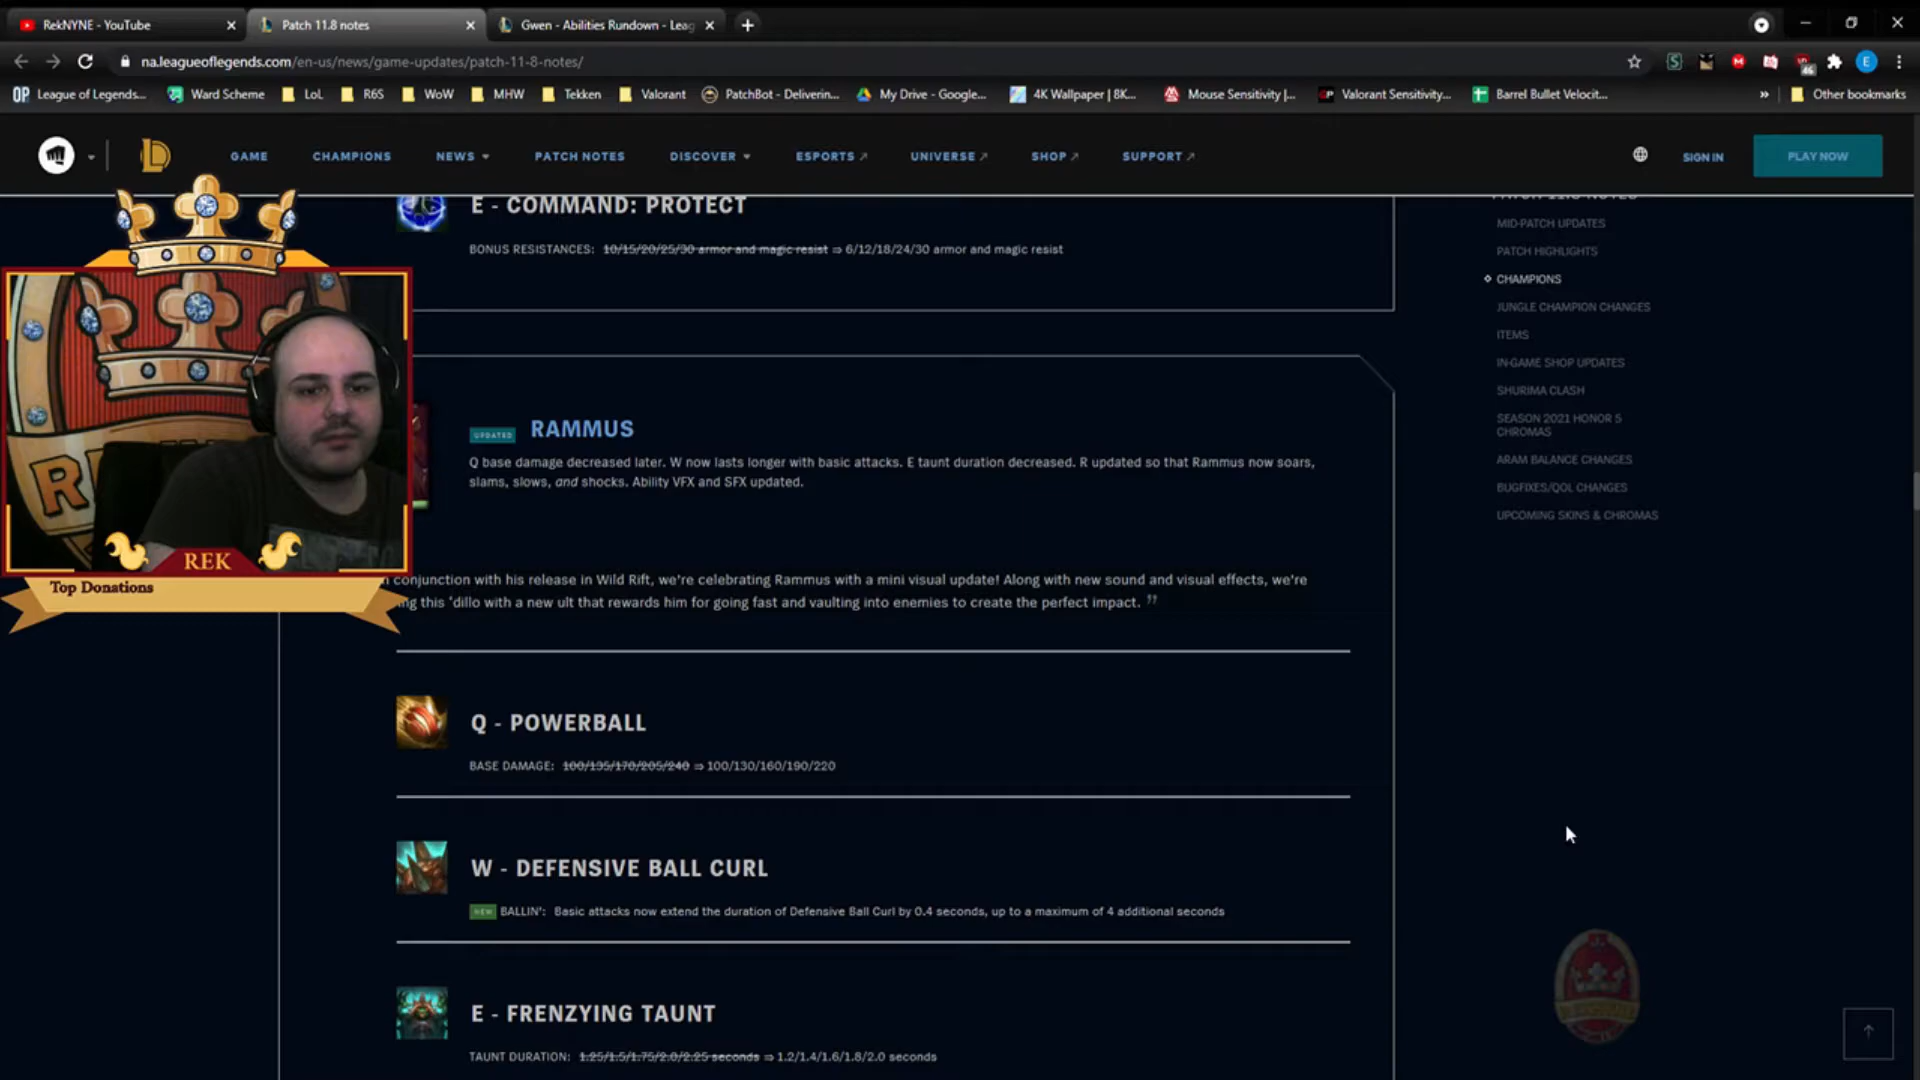 RekNYNE - YouTube
Patch 11.8 notes
Gwen - Abilities Rundown - Leag
na.leagueoflegends.com/en-us/news/game-updates/patch-11-8-notes/
League of Legends...
Ward Scheme
LoL
R6S
WoW
MHW
Tekken
Valorant
PatchBot - Deliverin...
My Drive - Google...
4K Wallpaper | 8K...
Mouse Sensitivity |...
Valorant Sensitivity...
Barrel Bullet Velocit...
Other bookmarks
GAME
CHAMPIONS
NEWS
PATCH NOTES
DISCOVER
ESPORTS
UNIVERSE
SHOP
SUPPORT
SIGN IN
PLAY NOW
E - COMMAND: PROTECT
BONUS RESISTANCES: 10/15/20/25/30 armor and magic resist ⇒ 6/12/18/24/30 armor and magic resist
PATCH 11.8 NOTES
MID-PATCH UPDATES
PATCH HIGHLIGHTS
CHAMPIONS
JUNGLE CHAMPION CHANGES
ITEMS
IN-GAME SHOP UPDATES
SHURIMA CLASH
SEASON 2021 HONOR 5
CHROMAS
ARAM BALANCE CHANGES
BUGFIXES/QOL CHANGES
UPCOMING SKINS & CHROMAS
REK
Top Donations
UPDATED RAMMUS
Q base damage decreased later. W now lasts longer with basic attacks. E taunt duration decreased. R updated so that Rammus now soars,
slams, slows, and shocks. Ability VFX and SFX updated.
conjunction with his release in Wild Rift, we're celebrating Rammus with a mini visual update! Along with new sound and visual effects, we're
ng this 'dillo with a new ult that rewards him for going fast and vaulting into enemies to create the perfect impact. ”
Q - POWERBALL
BASE DAMAGE: 100/135/170/205/240 ⇒ 100/130/160/190/220
W - DEFENSIVE BALL CURL
NEW BALLIN': Basic attacks now extend the duration of Defensive Ball Curl by 0.4 seconds, up to a maximum of 4 additional seconds
E - FRENZYING TAUNT
TAUNT DURATION: 1.25/1.5/1.75/2.0/2.25 seconds ⇒ 1.2/1.4/1.6/1.8/2.0 seconds